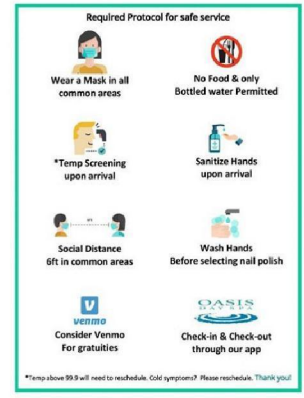 Required Protocol for safe service
Wear a Mask in all
common areas
No Food & only
Bottled water Permitted
*Temp Screening
upon arrival
Sanitize Hands
upon arrival
Social Distance
6ft in common areas
Wash Hands
Before selecting nail polish
V
venmo
Consider Venmo
For gratuities
OASIS
DAY SPA
Check-in & Check-out
through our app
*Temp above 99.9 will need to reschedule. Cold symptoms? Please reschedule. Thank you!